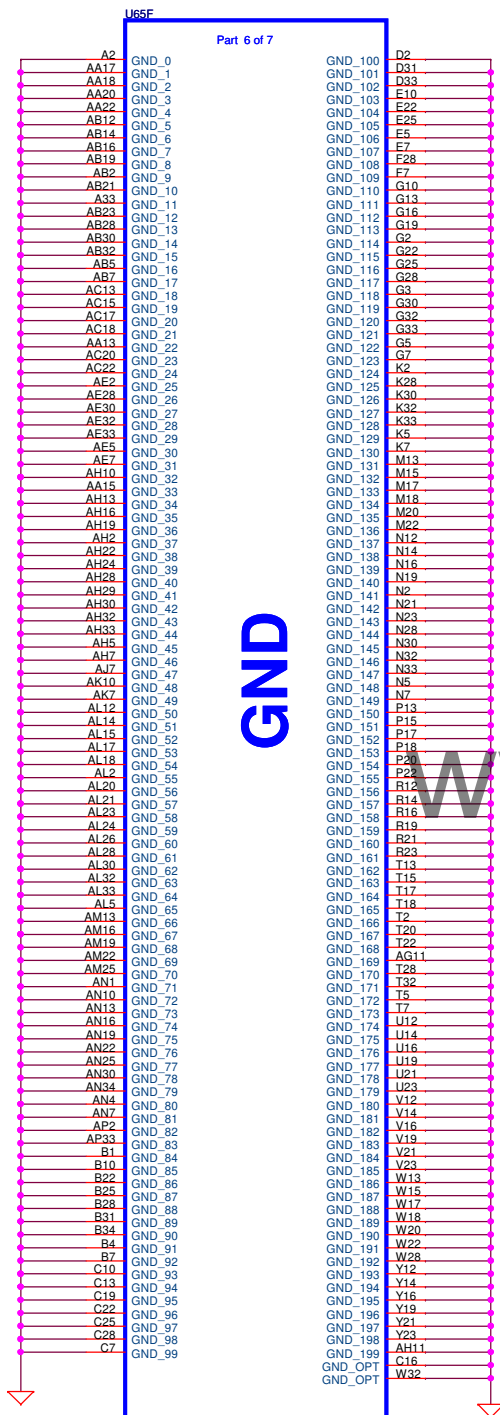 U65F
Part 6 of 7
A2 GND_0 GND_100 D2
AA17 GND_1 GND_101 D31
AA18 GND_2 GND_102 D33
AA20 GND_3 GND_103 E10
AA22 GND_4 GND_104 E22
AB12 GND_5 GND_105 E25
AB14 GND_6 GND_106 E5
AB16 GND_7 GND_107 E7
AB19 GND_8 GND_108 F28
AB2 GND_9 GND_109 F7
AB21 GND_10 GND_110 G10
A33 GND_11 GND_111 G13
AB23 GND_12 GND_112 G16
AB28 GND_13 GND_113 G19
AB30 GND_14 GND_114 G2
AB32 GND_15 GND_115 G22
AB5 GND_16 GND_116 G25
AB7 GND_17 GND_117 G28
AC13 GND_18 GND_118 G3
AC15 GND_19 GND_119 G30
AC17 GND_20 GND_120 G32
AC18 GND_21 GND_121 G33
AA13 GND_22 GND_122 G5
AC20 GND_23 GND_123 G7
AC22 GND_24 GND_124 K2
AE2 GND_25 GND_125 K28
AE28 GND_26 GND_126 K30
AE30 GND_27 GND_127 K32
AE32 GND_28 GND_128 K33
AE33 GND_29 GND_129 K5
AE5 GND_30 GND_130 K7
AE7 GND_31 GND_131 M13
AH10 GND_32 GND_132 M15
AA15 GND_33 GND_133 M17
AH13 GND_34 GND_134 M18
AH16 GND_35 GND_135 M20
AH19 GND_36 GND_136 M22
AH2 GND_37 GND_137 N12
AH22 GND_38 GND_138 N14
AH24 GND_39 GND_139 N16
AH28 GND_40 GND_140 N19
AH29 GND_41 GND_141 N2
AH30 GND_42 GND_142 N21
AH32 GND_43 GND_143 N23
AH33 GND_44 GND_144 N28
AH5 GND_45 GND_145 N30
AH7 GND_46 GND_146 N32
AJ7 GND_47 GND_147 N33
AK10 GND_48 GND_148 N5
AK7 GND_49 GND_149 N7
AL12 GND_50 GND_150 P13
AL14 GND_51 GND_151 P15
AL15 GND_52 GND_152 P17
AL17 GND_53 GND_153 P18
AL18 GND_54 GND_154 P20
AL2 GND_55 GND_155 P22
AL20 GND_56 GND_156 R12
AL21 GND_57 GND_157 R14
AL23 GND_58 GND_158 R16
AL24 GND_59 GND_159 R19
AL26 GND_60 GND_160 R21
AL28 GND_61 GND_161 R23
AL30 GND_62 GND_162 T13
AL32 GND_63 GND_163 T15
AL33 GND_64 GND_164 T17
AL5 GND_65 GND_165 T18
AM13 GND_66 GND_166 T2
AM16 GND_67 GND_167 T20
AM19 GND_68 GND_168 T22
AM22 GND_69 GND_169 AG11
AM25 GND_70 GND_170 T28
AN1 GND_71 GND_171 T32
AN10 GND_72 GND_172 T5
AN13 GND_73 GND_173 T7
AN16 GND_74 GND_174 U12
AN19 GND_75 GND_175 U14
AN22 GND_76 GND_176 U16
AN25 GND_77 GND_177 U19
AN30 GND_78 GND_178 U21
AN34 GND_79 GND_179 U23
AN4 GND_80 GND_180 V12
AN7 GND_81 GND_181 V14
AP2 GND_82 GND_182 V16
AP33 GND_83 GND_183 V19
B1 GND_84 GND_184 V21
B10 GND_85 GND_185 V23
B22 GND_86 GND_186 W13
B25 GND_87 GND_187 W15
B28 GND_88 GND_188 W17
B31 GND_89 GND_189 W18
B34 GND_90 GND_190 W20
B4 GND_91 GND_191 W22
B7 GND_92 GND_192 W28
C10 GND_93 GND_193 Y12
C13 GND_94 GND_194 Y14
C19 GND_95 GND_195 Y16
C22 GND_96 GND_196 Y19
C25 GND_97 GND_197 Y21
C28 GND_98 GND_198 Y23
C7 GND_99 GND_199 AH11
GND_OPT C16
GND_OPT W32
GND
W